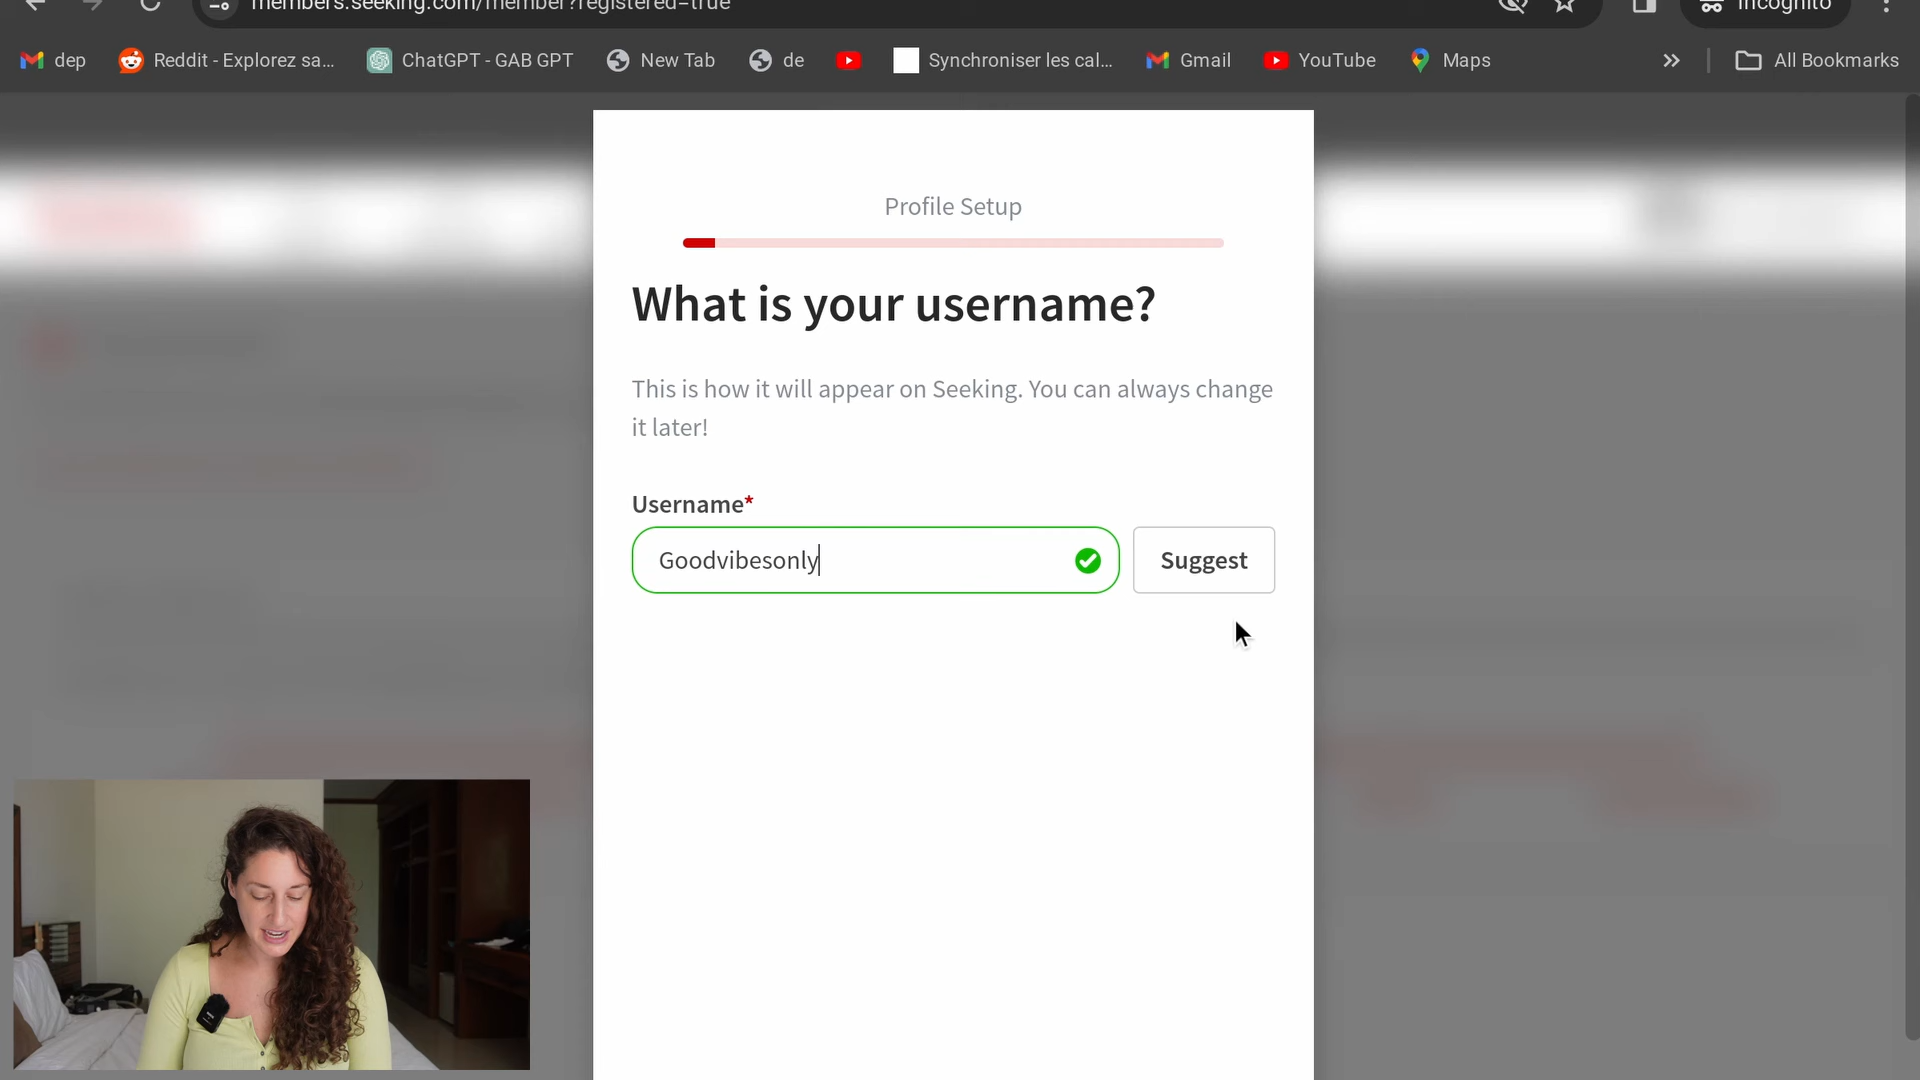 members.seeking.com/member?registered=true
Incognito
dep
Reddit - Explorez sa...
ChatGPT - GAB GPT
New Tab
de
Synchroniser les cal...
Gmail
YouTube
Maps
All Bookmarks
Profile Setup
What is your username?
This is how it will appear on Seeking. You can always change
it later!
Username*
Goodvibesonly
Suggest